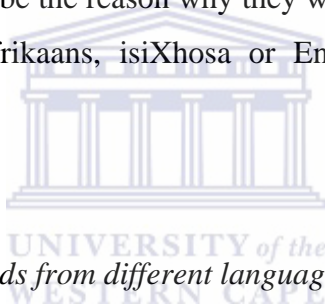 be the reason why they w
frikaans, isiXhosa or En
UNIVERSITY of the
ds from different languag
WESTERN CAPE